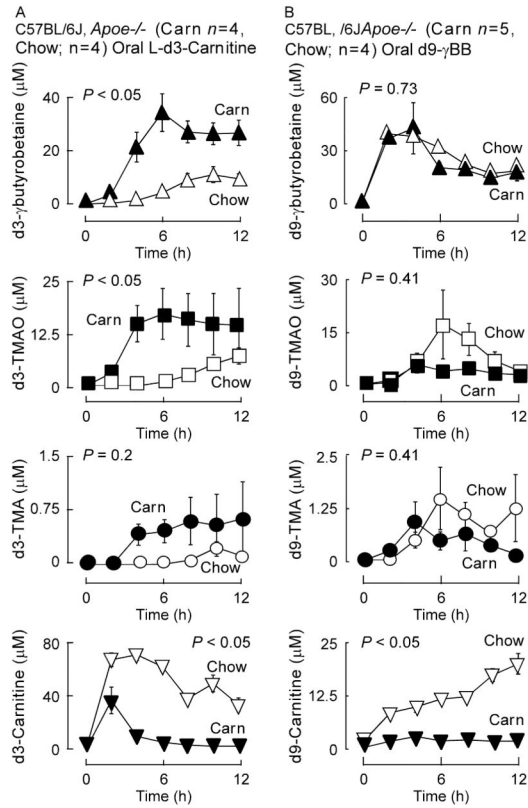 A
C57BL/6J, Apoe-/- (Carn n=4,
Chow; n=4) Oral L-d3-Carnitine
d3-γbutyrobetaine (μM)
60
40
20
0
P < 0.05
Carn
Chow
0 6 12
Time (h)
d3-TMAO (μM)
25
12.5
0
P < 0.05
Carn
Chow
0 6 12
Time (h)
d3-TMA (μM)
1.5
0.75
0
P = 0.2
Carn
Chow
0 6 12
Time (h)
d3-Carnitine (μM)
80
40
0
P < 0.05
Chow
Carn
0 6 12
Time (h)
B
C57BL, /6JApoe-/- (Carn n=5,
Chow; n=4) Oral d9-γBB
d9-γbutyrobetaine (μM)
60
30
0
P = 0.73
Chow
Carn
0 6 12
Time (h)
d9-TMAO (μM)
30
15
0
P = 0.41
Chow
Carn
0 6 12
Time (h)
d9-TMA (μM)
2.5
1.25
0
P = 0.41
Chow
Carn
0 6 12
Time (h)
d9-Carnitine (μM)
25
12.5
0
P < 0.05
Chow
Carn
0 6 12
Time (h)